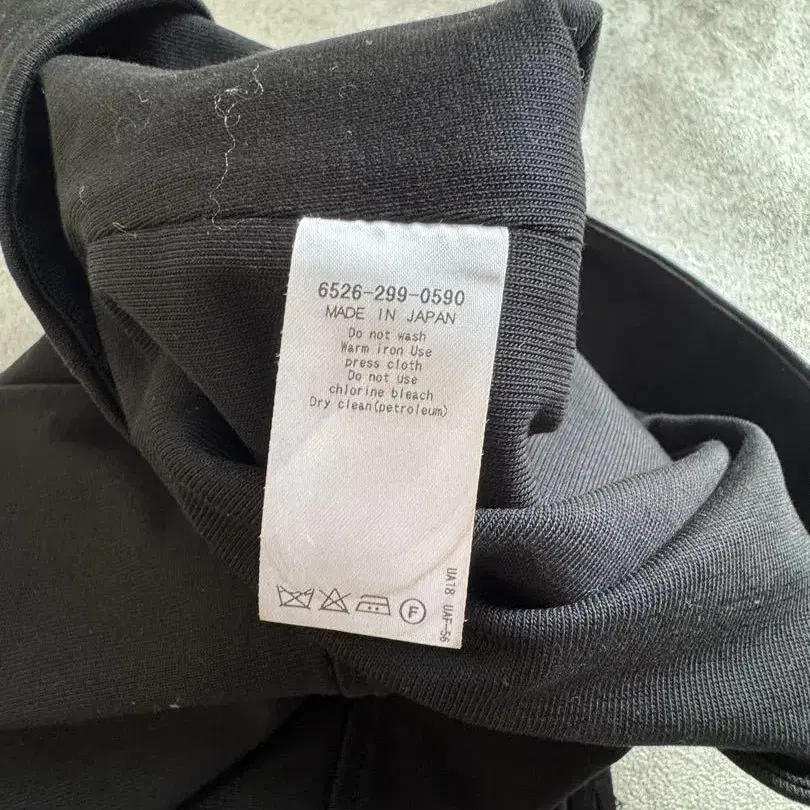 6526-299-0590
MADE IN JAPAN
Do not wash
Warm iron Use
press cloth
Do not use
chlorine bleach
Dry clean(petroleum)
F
UA18 UAF-56